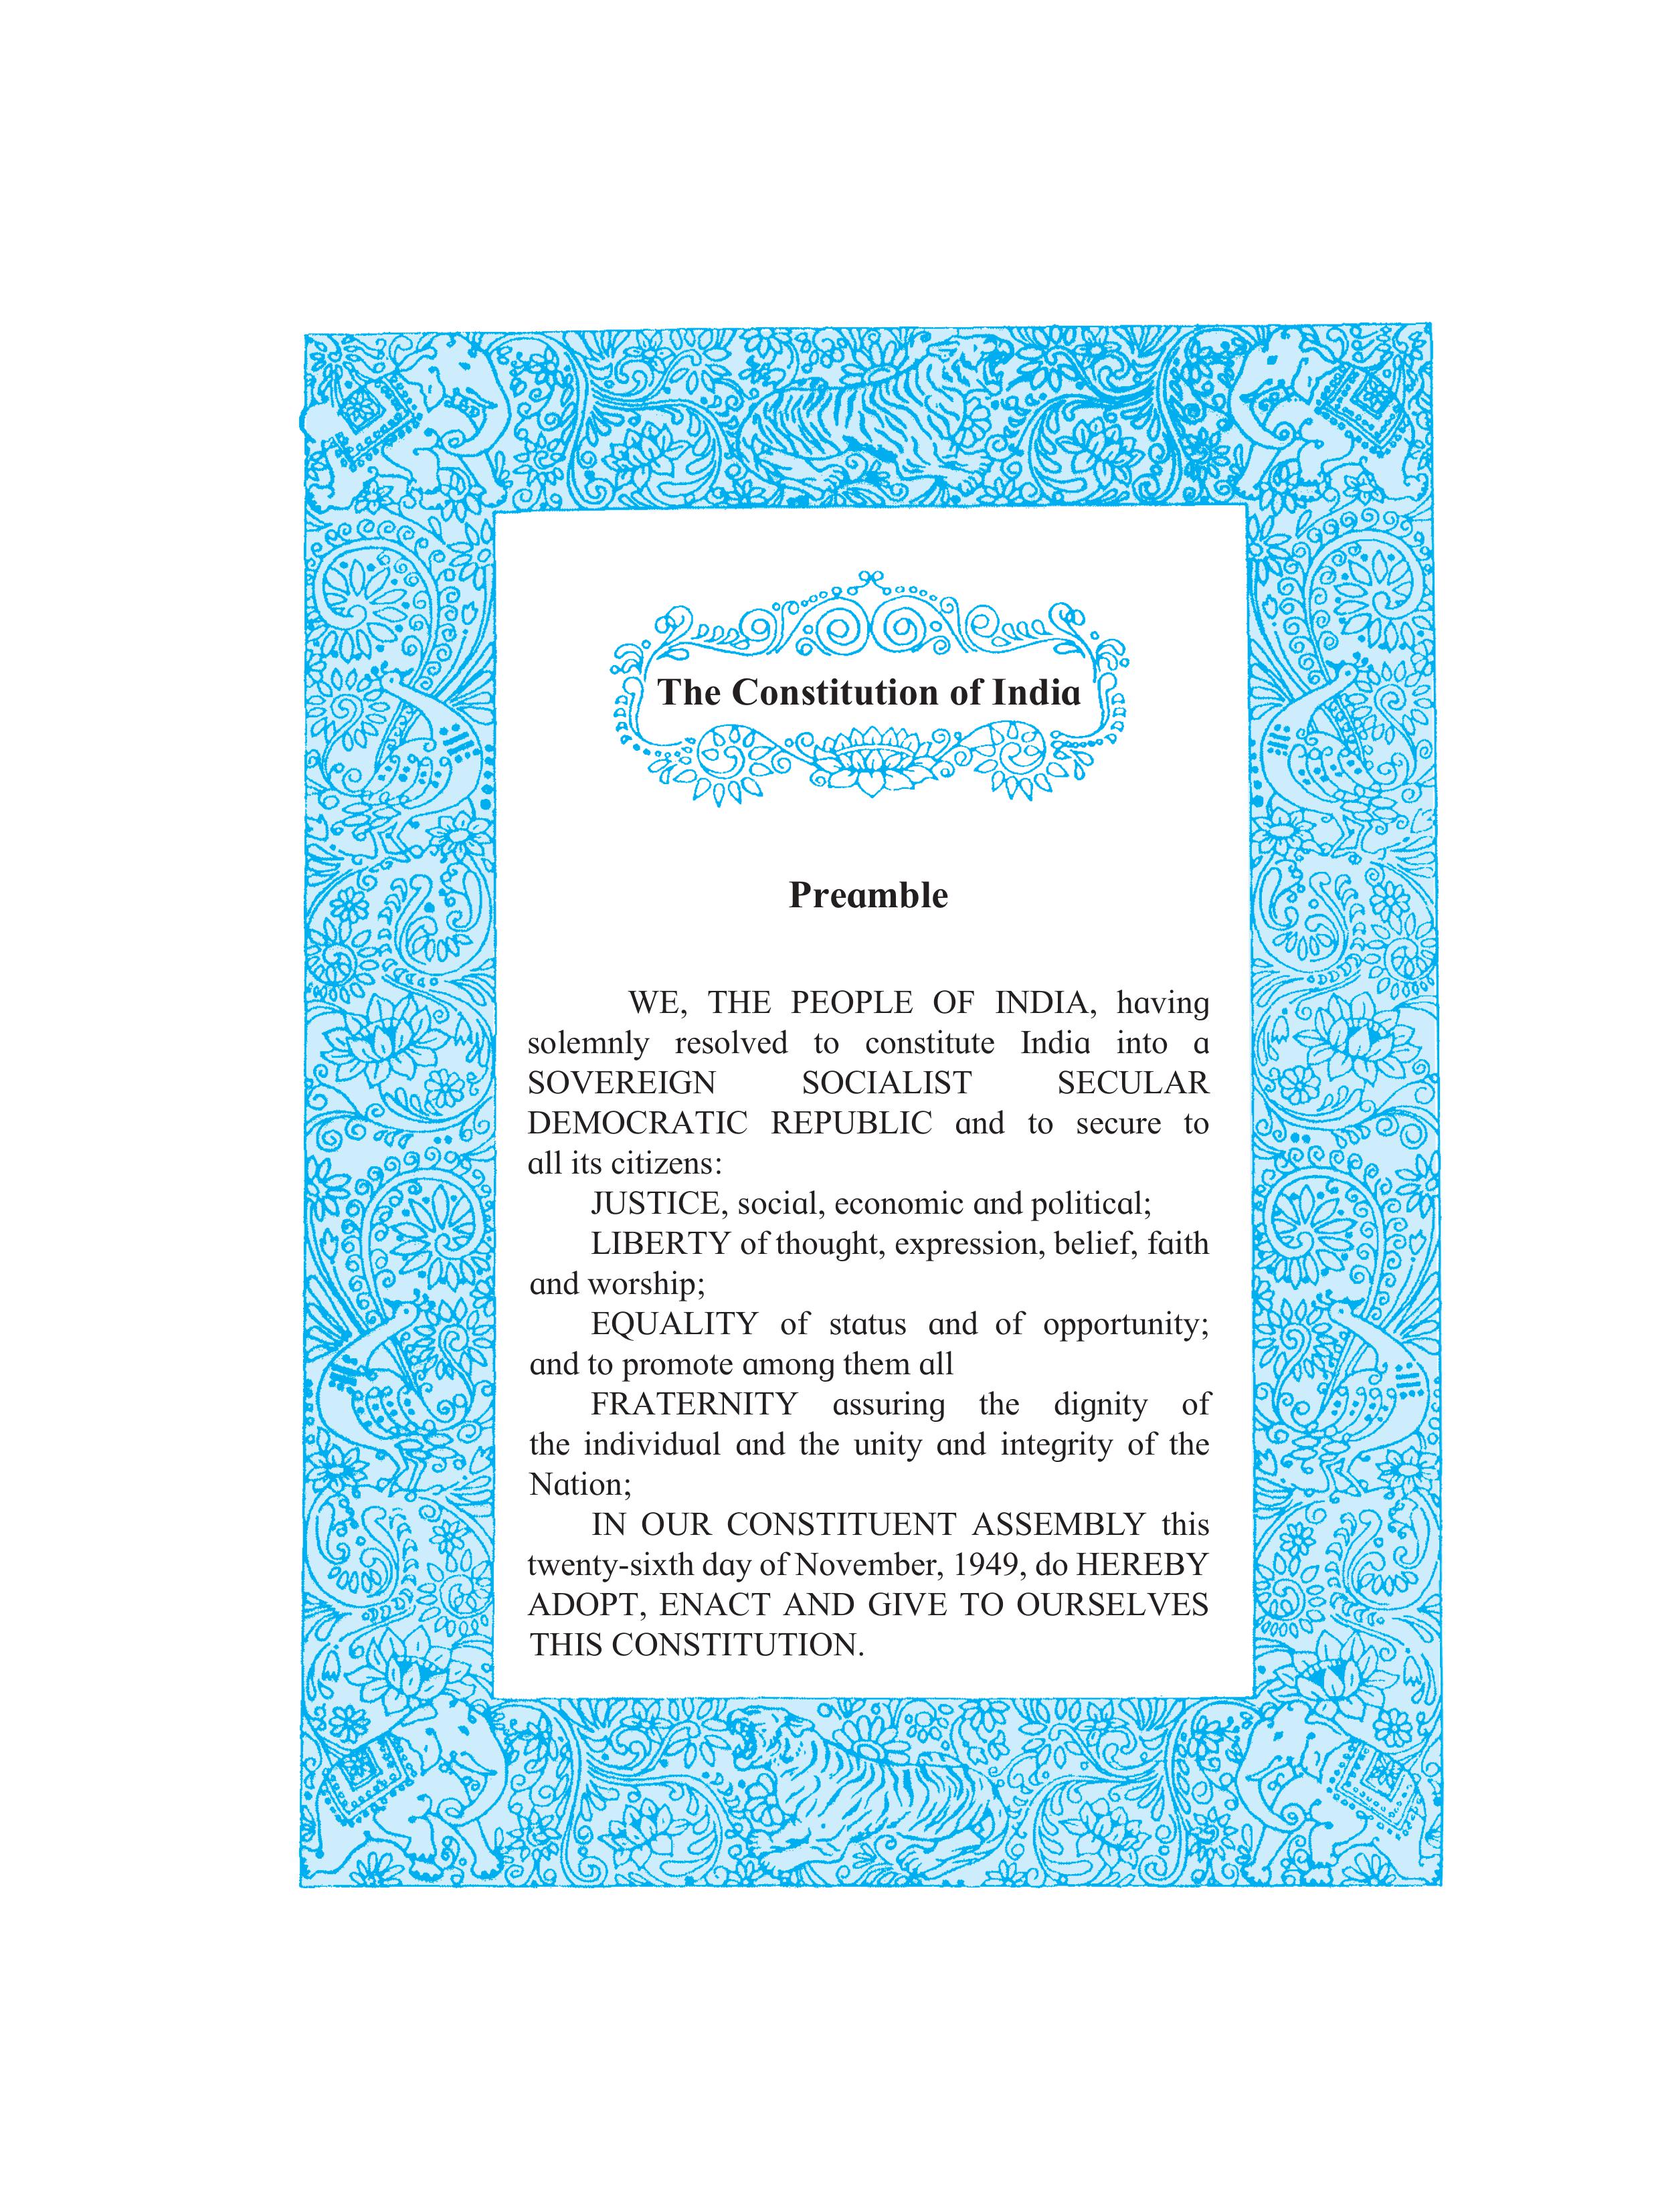 The Constitution of India
Preamble
WE, THE PEOPLE OF INDIA, having
solemnly resolved to constitute India into a
SOVEREIGN SOCIALIST SECULAR
DEMOCRATIC REPUBLIC and to secure to
all its citizens:
JUSTICE, social, economic and political;
LIBERTY of thought, expression, belief, faith
and worship;
EQUALITY of status and of opportunity;
and to promote among them all
FRATERNITY assuring the dignity of
the individual and the unity and integrity of the
Nation;
IN OUR CONSTITUENT ASSEMBLY this
twenty-sixth day of November, 1949, do HEREBY
ADOPT, ENACT AND GIVE TO OURSELVES
THIS CONSTITUTION.